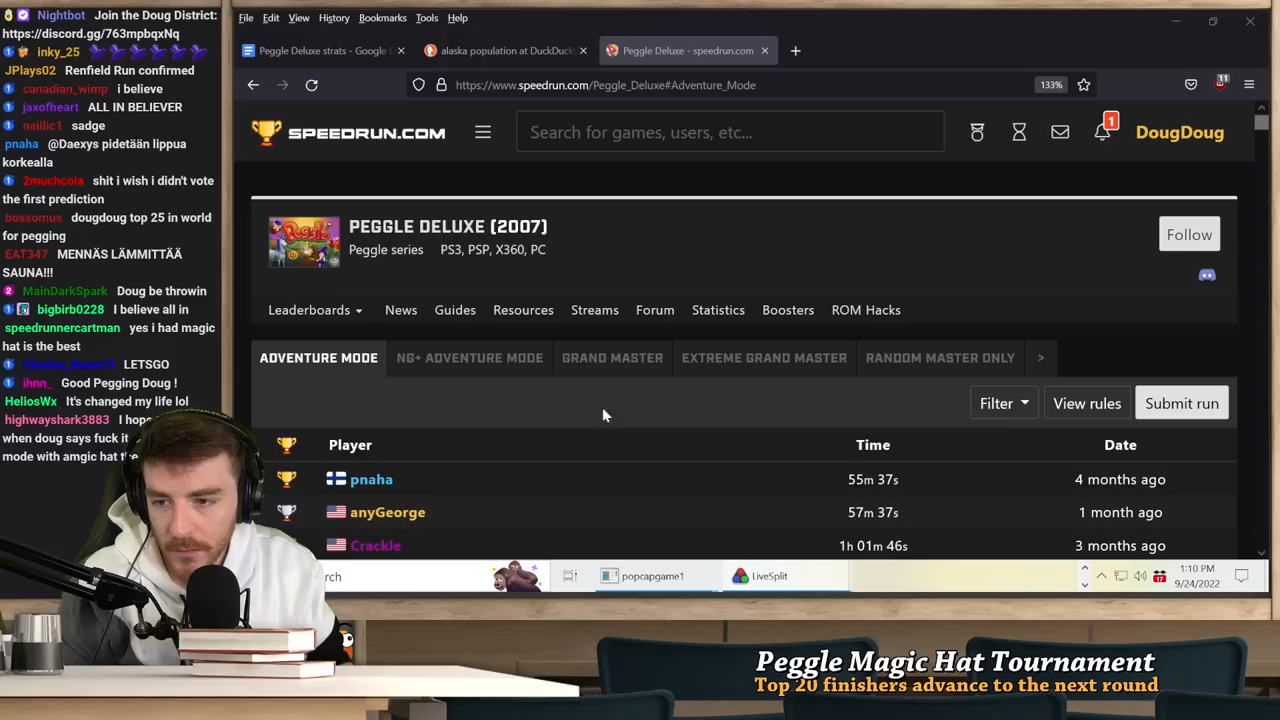 Nightbot Join the Doug District:
https://discord.gg/763mpbqxNq
inky_25
JPlays02 Renfield Run confirmed
canadian_wimp i believe
jaxofheart ALL IN BELIEVER
naillic1 sadge
pnaha @Daexys pidetään lippua
korkealla
2muchcola shit i wish i didn't vote
the first prediction
bossomus dougdoug top 25 in world
for pegging
EAT347 MENNÄS LÄMMITTÄÄ
SAUNA!!!
MainDarkSpark Doug be throwin
bigbirb0228 I believe all in
speedrunnercartman yes i had magic
hat is the best
LETSGO
ihnn_ Good Pegging Doug !
HeliosWx It's changed my life lol
highwayshark3883 I hope
when doug says fuck it
mode with amgic hat the
File Edit View History Bookmarks Tools Help
Peggle Deluxe strats - Google D
alaska population at DuckDuck
Peggle Deluxe - speedrun.com
https://www.speedrun.com/Peggle_Deluxe#Adventure_Mode
133%
11
SPEEDRUN.COM
Search for games, users, etc...
1
DougDoug
PEGGLE DELUXE (2007)
Peggle series PS3, PSP, X360, PC
Follow
Leaderboards News Guides Resources Streams Forum Statistics Boosters ROM Hacks
ADVENTURE MODE NG+ ADVENTURE MODE GRAND MASTER EXTREME GRAND MASTER RANDOM MASTER ONLY >
Filter View rules Submit run
Player Time Date
pnaha 55m 37s 4 months ago
anyGeorge 57m 37s 1 month ago
Crackle 1h 01m 46s 3 months ago
rch
popcapgame1
LiveSplit
17
1:10 PM
9/24/2022
Peggle Magic Hat Tournament
Top 20 finishers advance to the next round